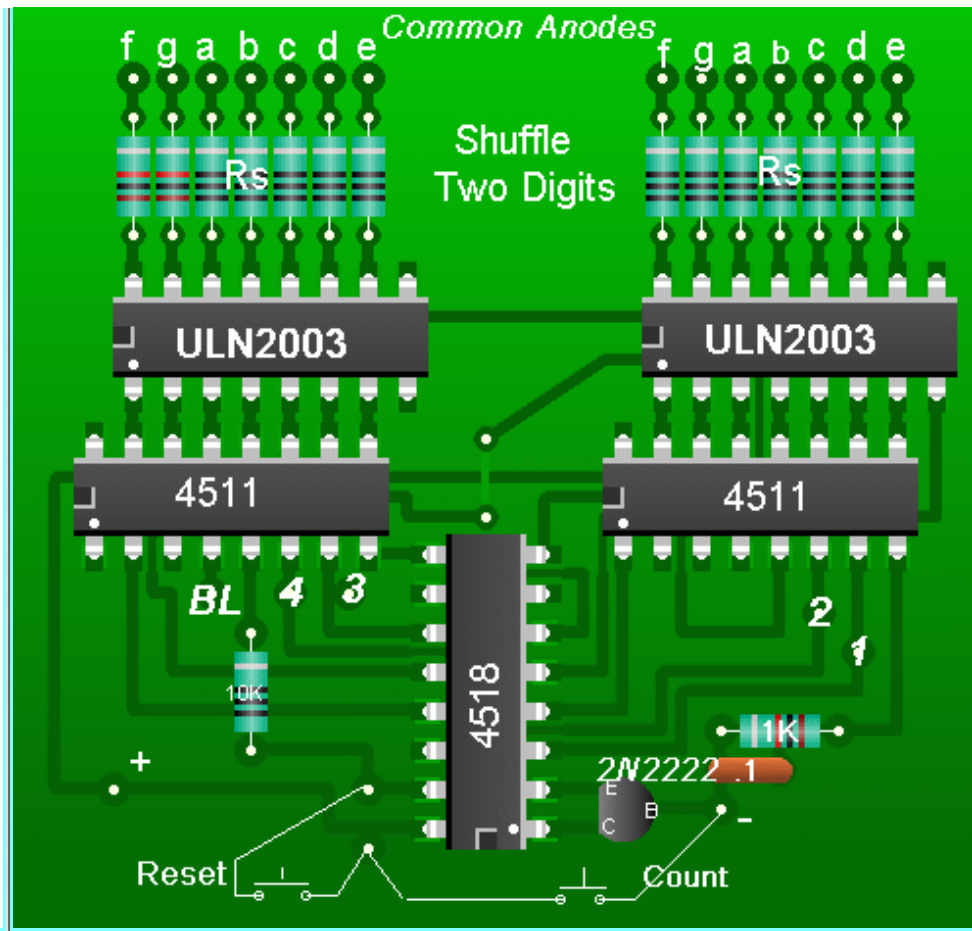 Common Anodes
f g a b c d e
f g a b c d e
Shuffle
Two Digits
Rs
Rs
ULN2003
ULN2003
4511
4511
BL 4 3
2
1
4518
10K
1K
+
2N2222 .1
E
B
C
-
Reset
Count